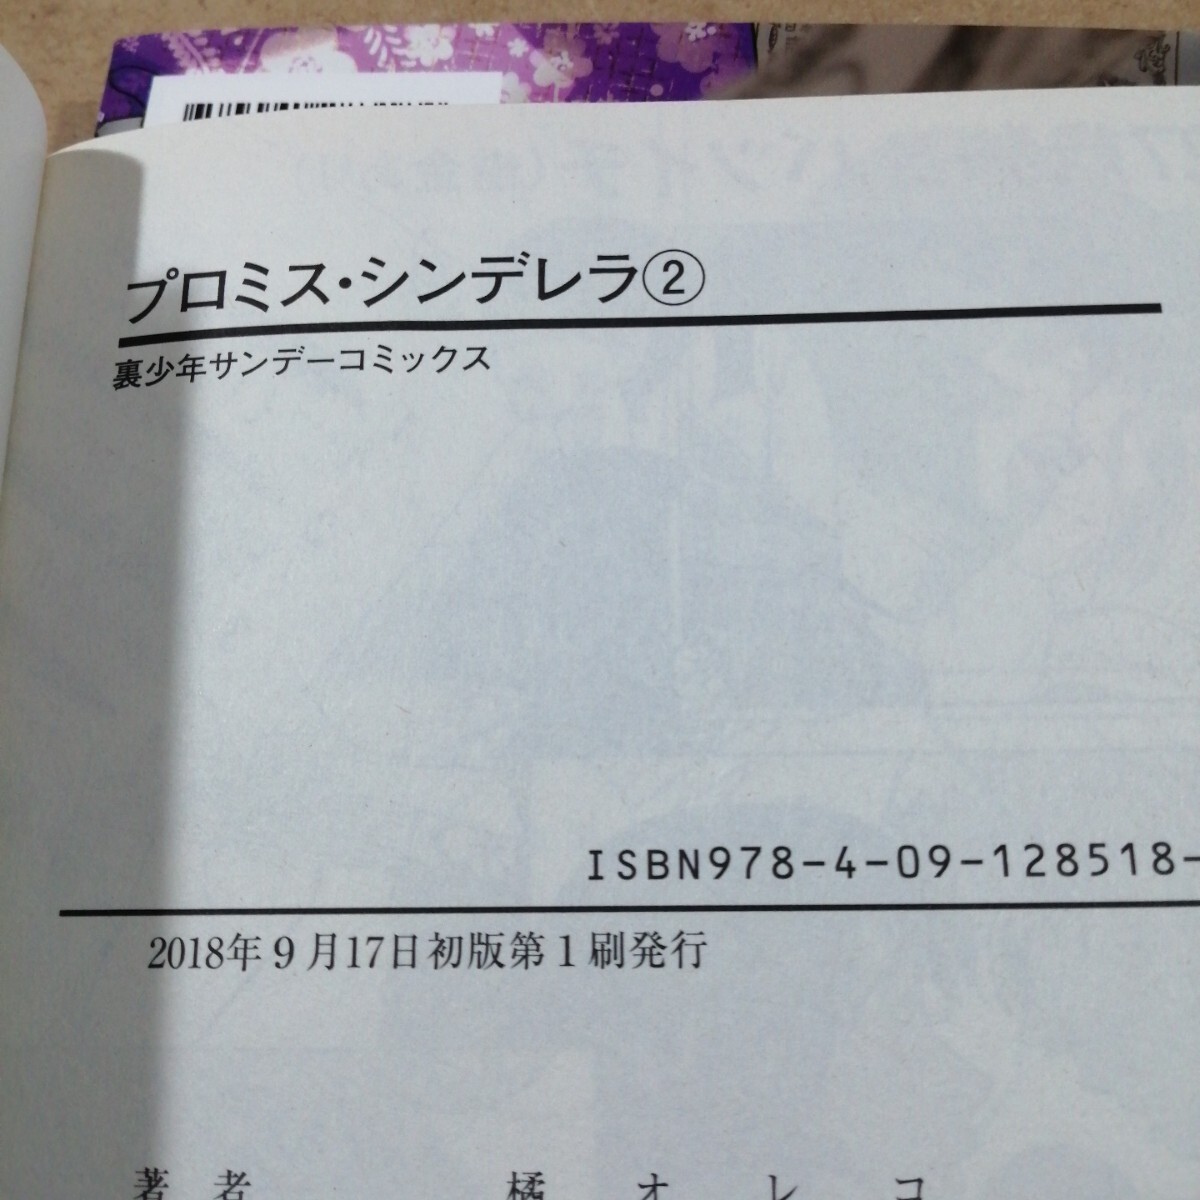 プロミス・シンデレラ②
裏少年サンデーコミックス
ISBN978-4-09-128518-
2018年9月17日初版第1刷発行
著者 橘オレコ